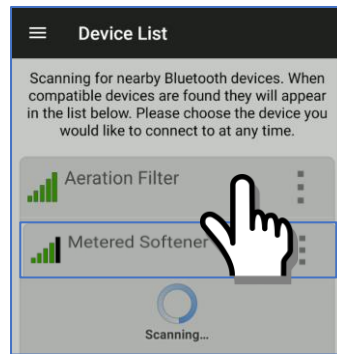 Device List
Scanning for nearby Bluetooth devices. When
compatible devices are found they will appear
in the list below. Please choose the device you
would like to connect to at any time.
Aeration Filter
Metered Softener
Scanning...